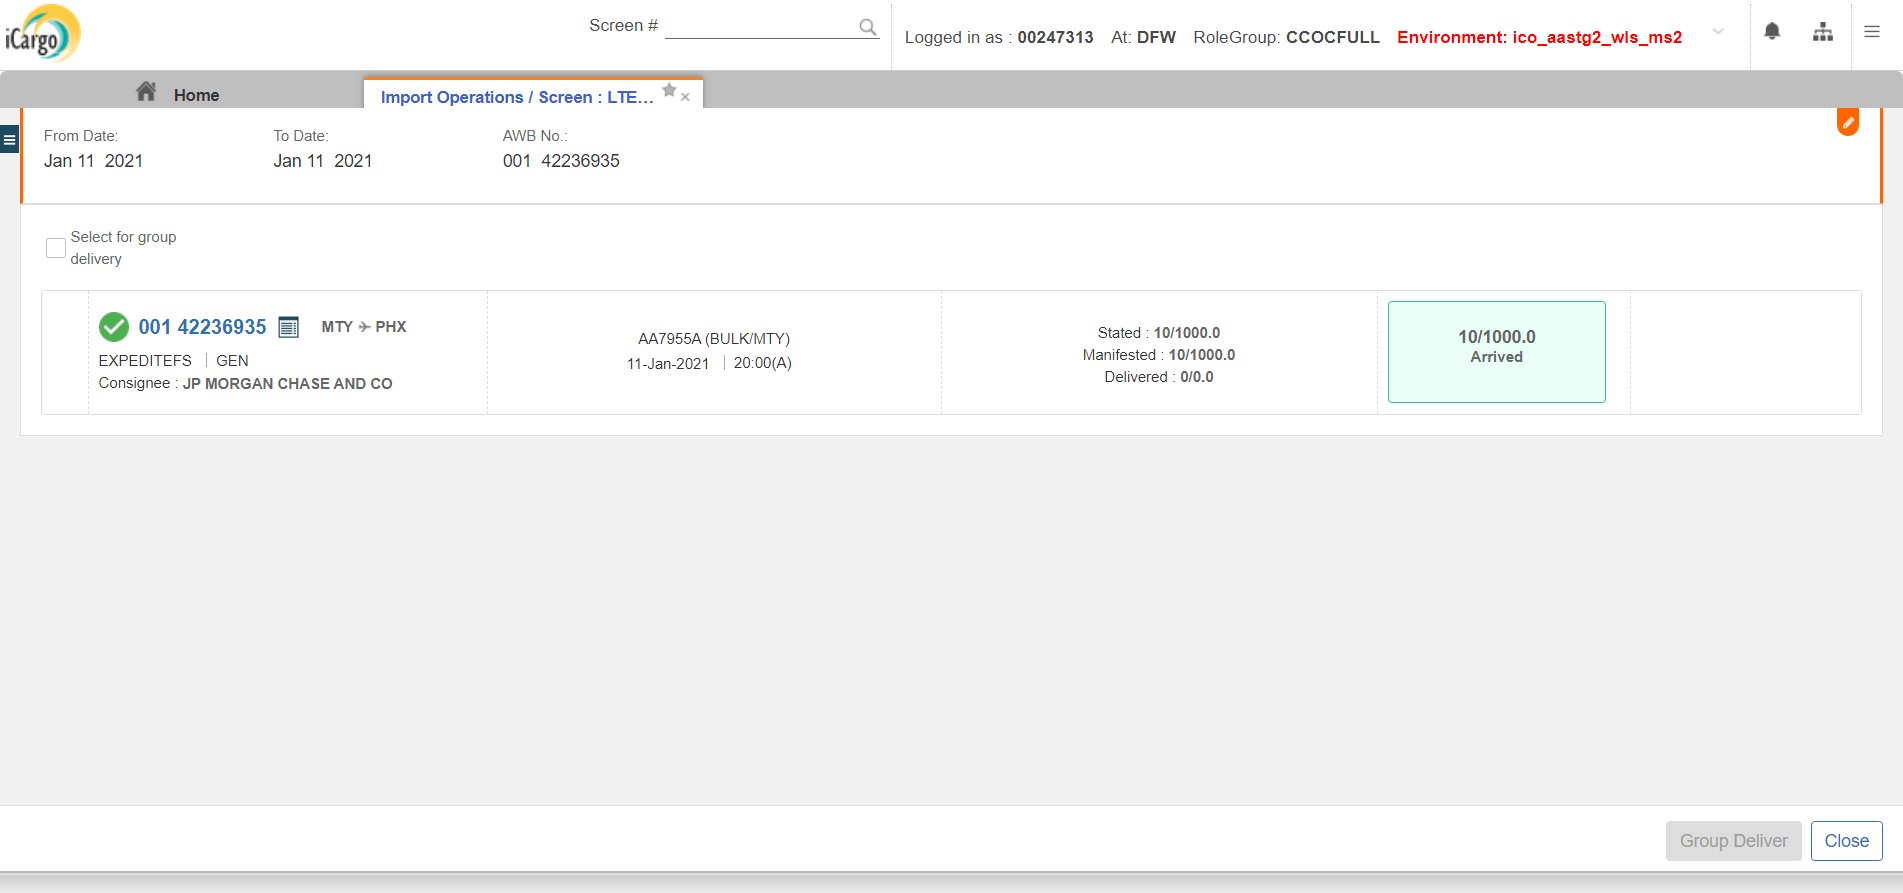 iCargo
Screen #
Logged in as : 00247313 At: DFW RoleGroup: CCOCFULL Environment: ico_aastg2_wls_ms2
Home
Import Operations / Screen : LTE...
From Date:
Jan 11 2021
To Date:
Jan 11 2021
AWB No.:
001 42236935
Select for group
delivery
001 42236935 MTY PHX
EXPEDITEFS | GEN
Consignee : JP MORGAN CHASE AND CO
AA7955A (BULK/MTY)
11-Jan-2021 | 20:00(A)
Stated : 10/1000.0
Manifested : 10/1000.0
Delivered : 0/0.0
10/1000.0
Arrived
Group Deliver
Close